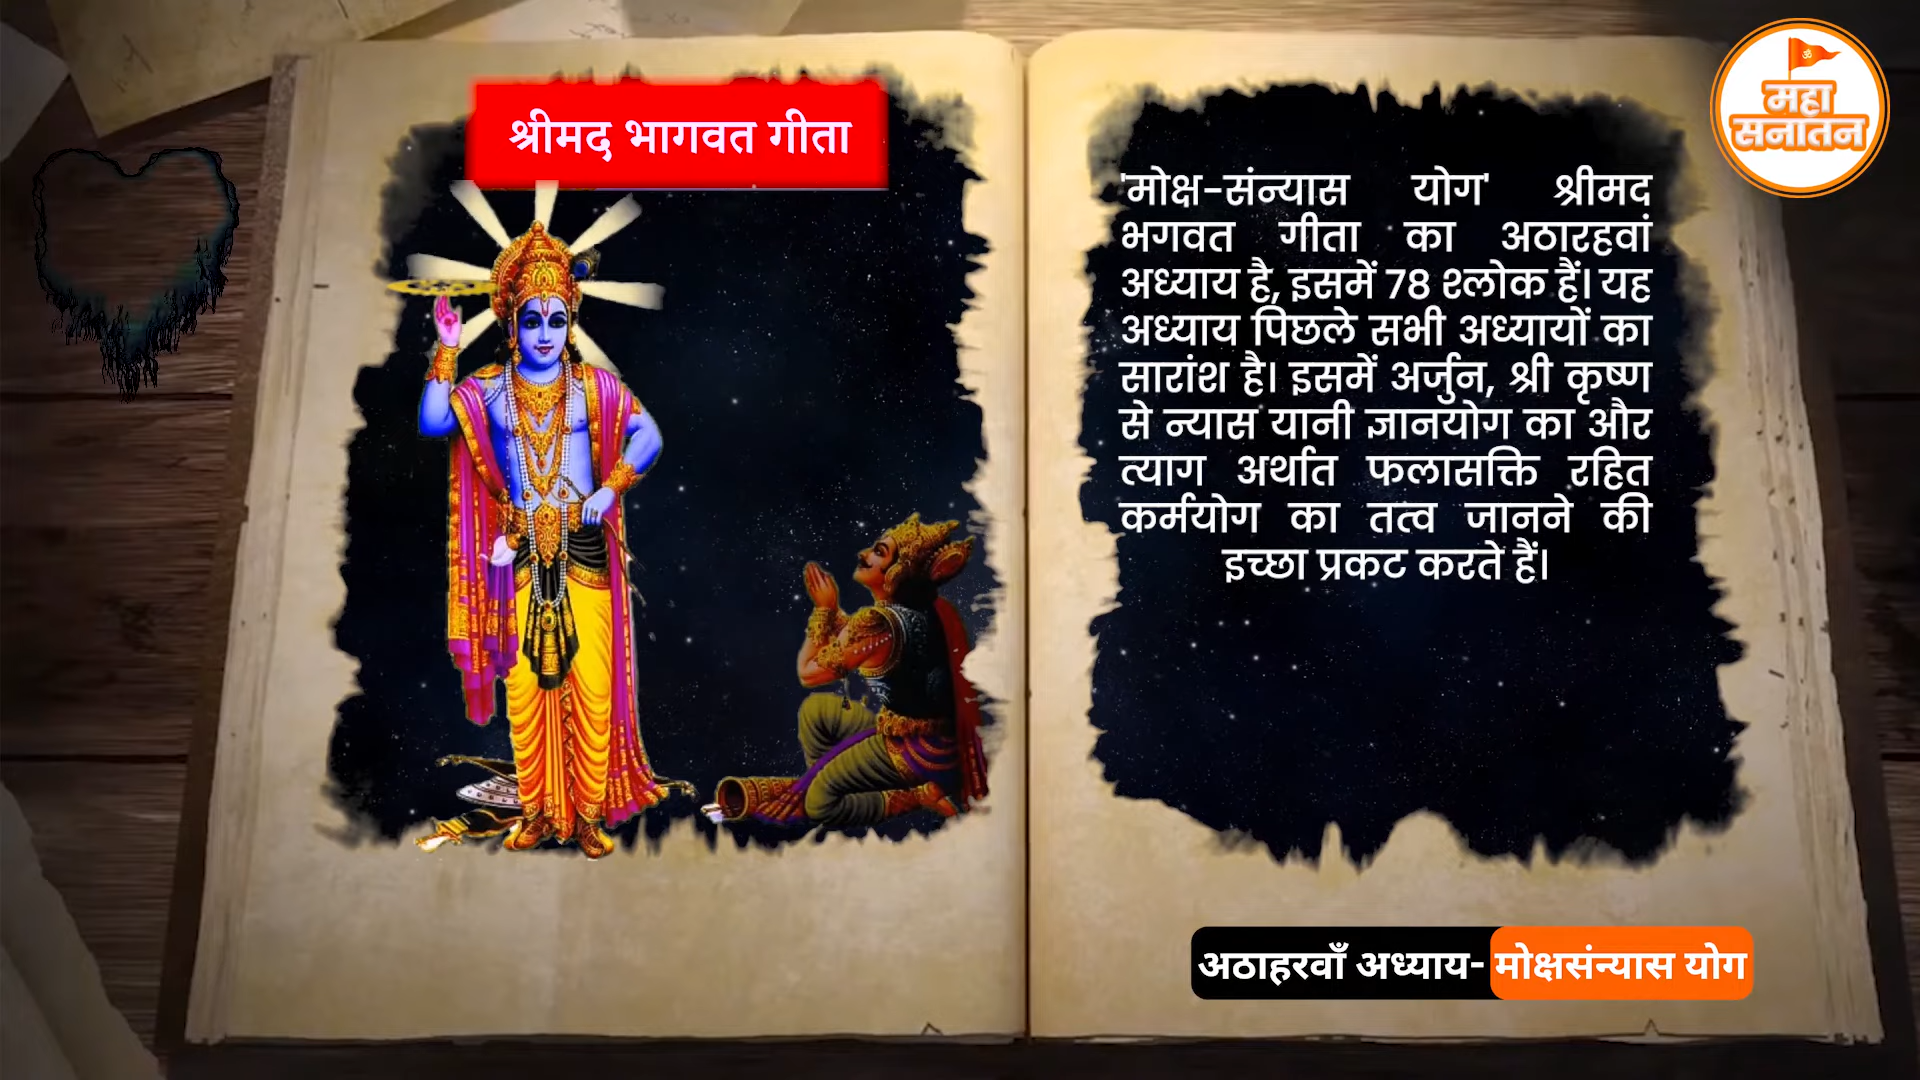 श्रीमद भागवत गीता
महा
सनातन
'मोक्ष-संन्यास योग' श्रीमद
भगवत गीता का अठारहवां
अध्याय है, इसमें 78 श्लोक हैं। यह
अध्याय पिछले सभी अध्यायों का
सारांश है। इसमें अर्जुन, श्री कृष्ण
से न्यास यानी ज्ञानयोग का और
त्याग अर्थात फलासक्ति रहित
कर्मयोग का तत्व जानने की
इच्छा प्रकट करते हैं।
अठाहरवाँ अध्याय- मोक्षसंन्यास योग